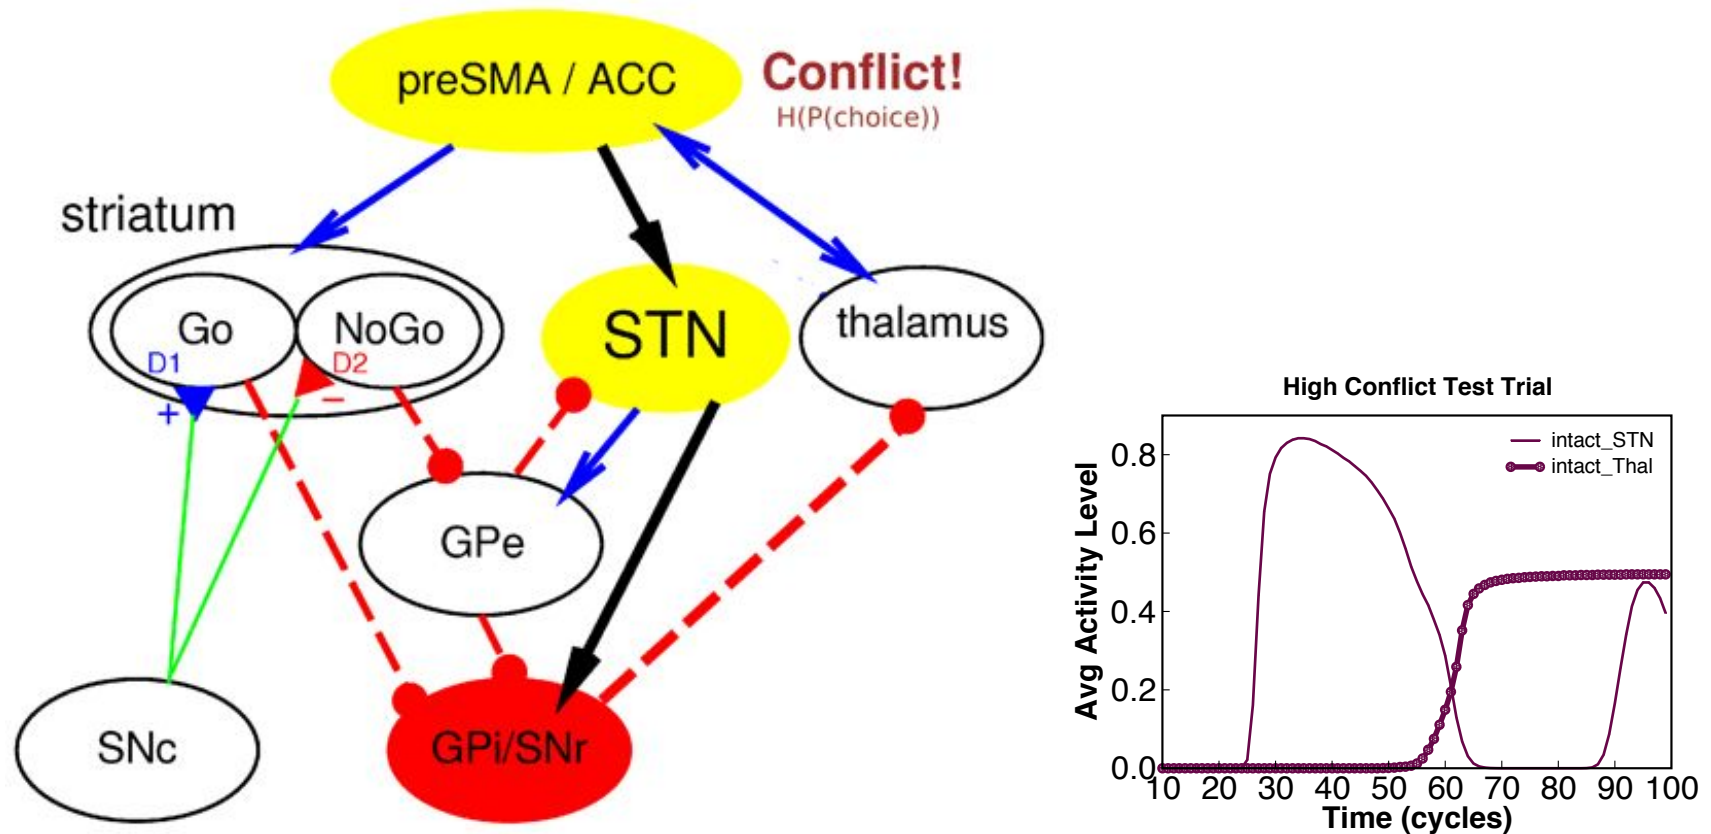 preSMA / ACC
Conflict!
H(P(choice))
striatum
Go
NoGo
D1
D2
+
−
STN
thalamus
GPe
SNc
GPi/SNr
High Conflict Test Trial
intact_STN
intact_Thal
Avg Activity Level
0.8
0.6
0.4
0.2
0.0
10 20 30 40 50 60 70 80 90 100
Time (cycles)